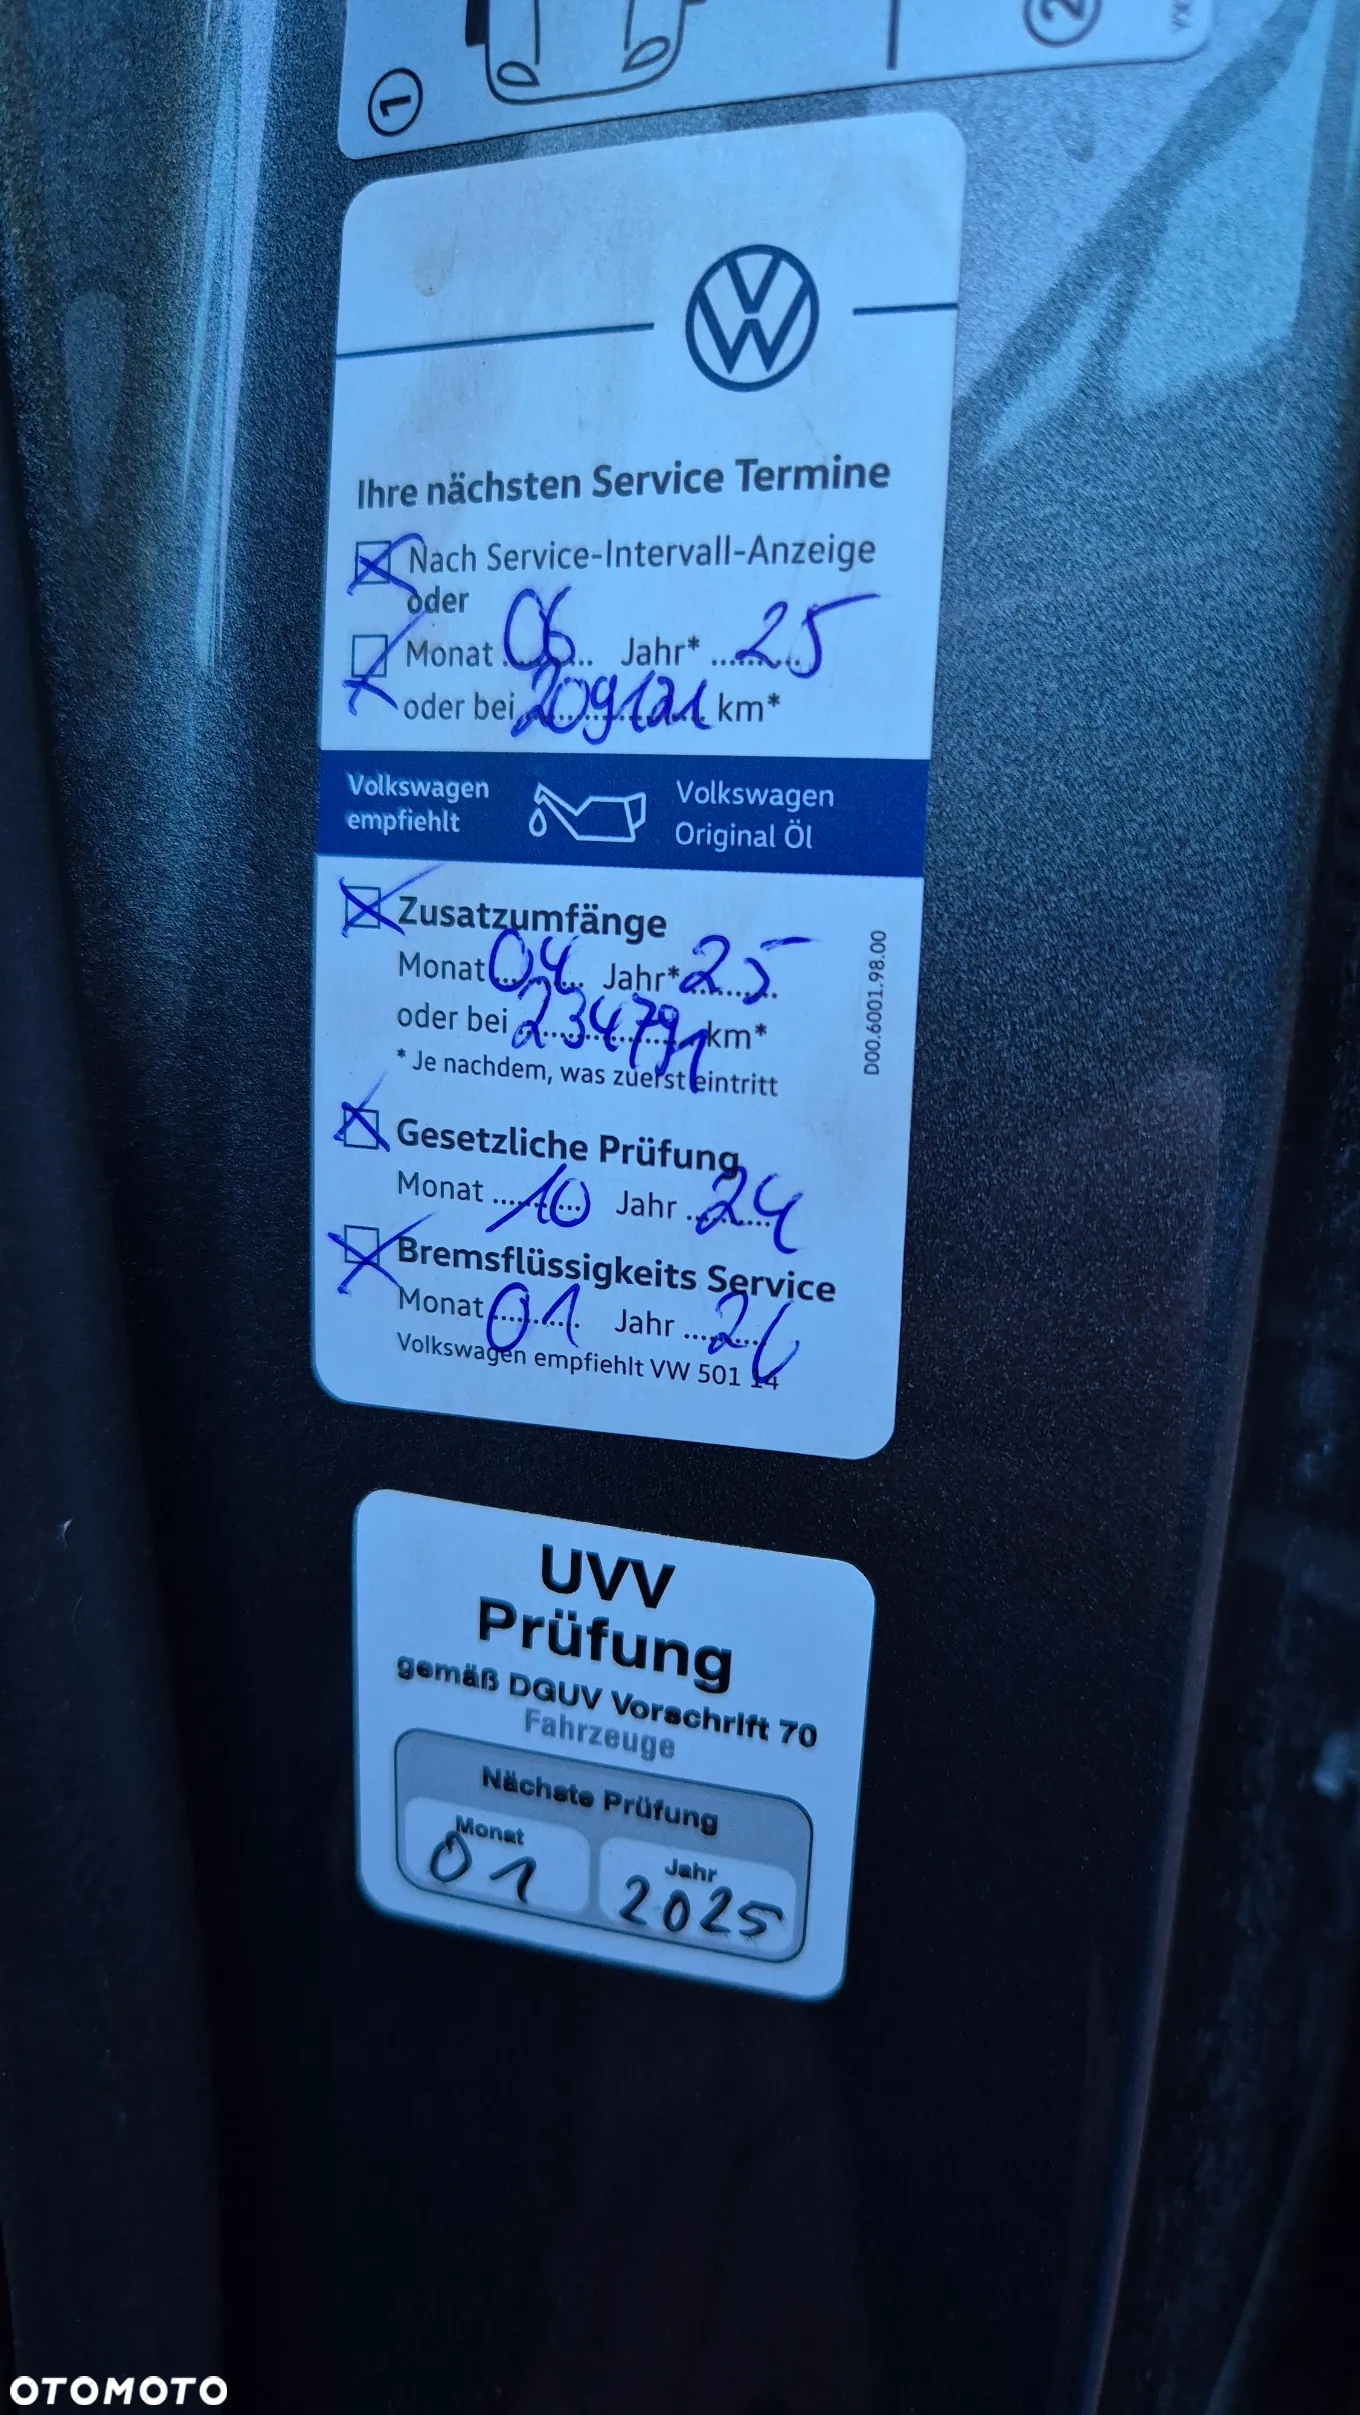 1
2
VW
Ihre nächsten Service Termine
Nach Service-Intervall-Anzeige
oder
Monat 06 Jahr* 25
oder bei 209121 km*
Volkswagen empfiehlt
Volkswagen Original Öl
Zusatzumfänge
Monat 04 Jahr* 25
oder bei 234791 km*
* Je nachdem, was zuerst eintritt
D00.6001.98.00
Gesetzliche Prüfung
Monat 10 Jahr 24
Bremsflüssigkeits Service
Monat 01 Jahr 26
Volkswagen empfiehlt VW 501 14
UVV
Prüfung
gemäß DGUV Vorschrift 70
Fahrzeuge
Nächste Prüfung
Monat Jahr
01 2025
OTOMOTO